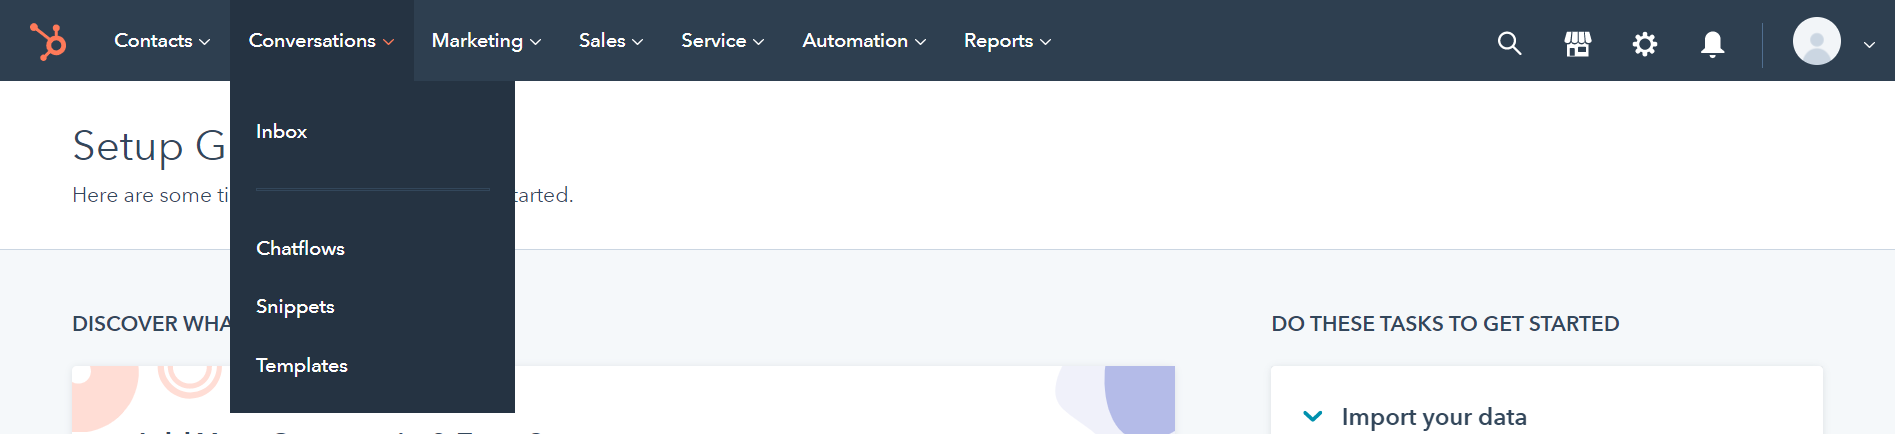 Contacts Conversations Marketing Sales Service Automation Reports
Inbox
Setup G
Here are some ti
tarted.
Chatflows
Snippets
Templates
DISCOVER WHA
DO THESE TASKS TO GET STARTED
Import your data